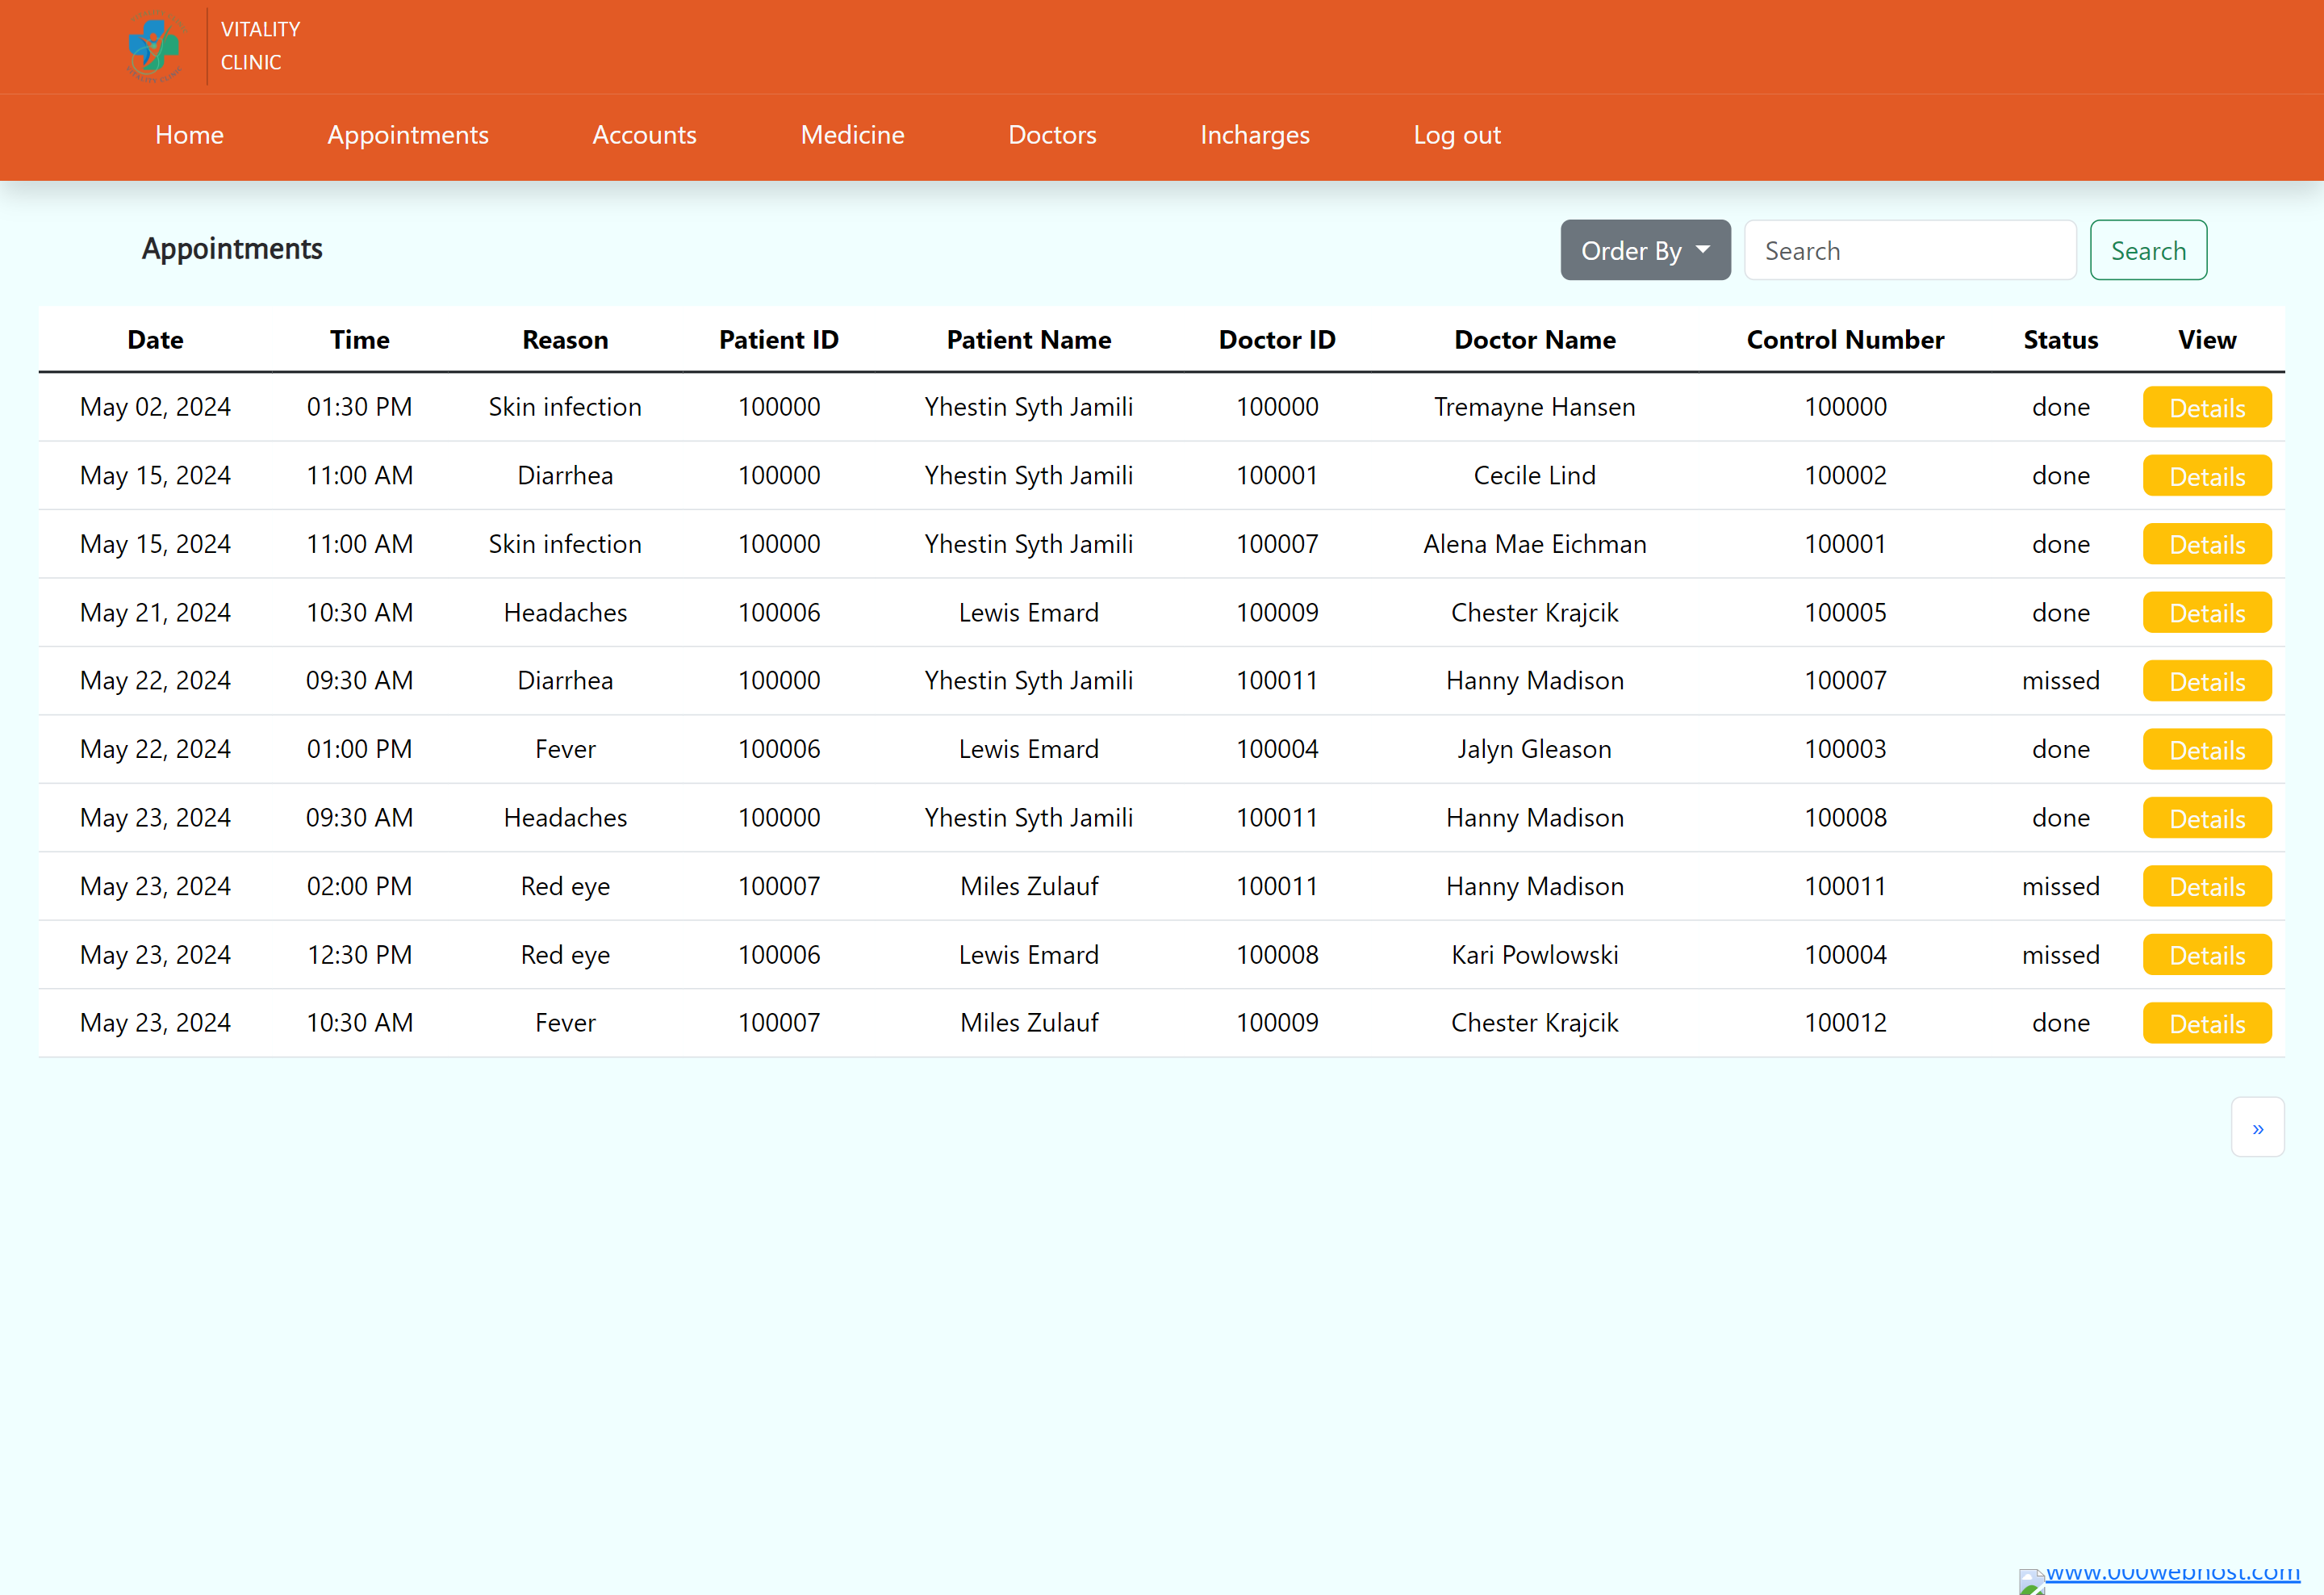 VITALITY
CLINIC
VITALITY CLINIC
Home Appointments Accounts Medicine Doctors Incharges Log out
Appointments Order By Search Search
Date Time Reason Patient ID Patient Name Doctor ID Doctor Name Control Number Status View
May 02, 2024 01:30 PM Skin infection 100000 Yhestin Syth Jamili 100000 Tremayne Hansen 100000 done Details
May 15, 2024 11:00 AM Diarrhea 100000 Yhestin Syth Jamili 100001 Cecile Lind 100002 done Details
May 15, 2024 11:00 AM Skin infection 100000 Yhestin Syth Jamili 100007 Alena Mae Eichman 100001 done Details
May 21, 2024 10:30 AM Headaches 100006 Lewis Emard 100009 Chester Krajcik 100005 done Details
May 22, 2024 09:30 AM Diarrhea 100000 Yhestin Syth Jamili 100011 Hanny Madison 100007 missed Details
May 22, 2024 01:00 PM Fever 100006 Lewis Emard 100004 Jalyn Gleason 100003 done Details
May 23, 2024 09:30 AM Headaches 100000 Yhestin Syth Jamili 100011 Hanny Madison 100008 done Details
May 23, 2024 02:00 PM Red eye 100007 Miles Zulauf 100011 Hanny Madison 100011 missed Details
May 23, 2024 12:30 PM Red eye 100006 Lewis Emard 100008 Kari Powlowski 100004 missed Details
May 23, 2024 10:30 AM Fever 100007 Miles Zulauf 100009 Chester Krajcik 100012 done Details
»
www.000webhost.com